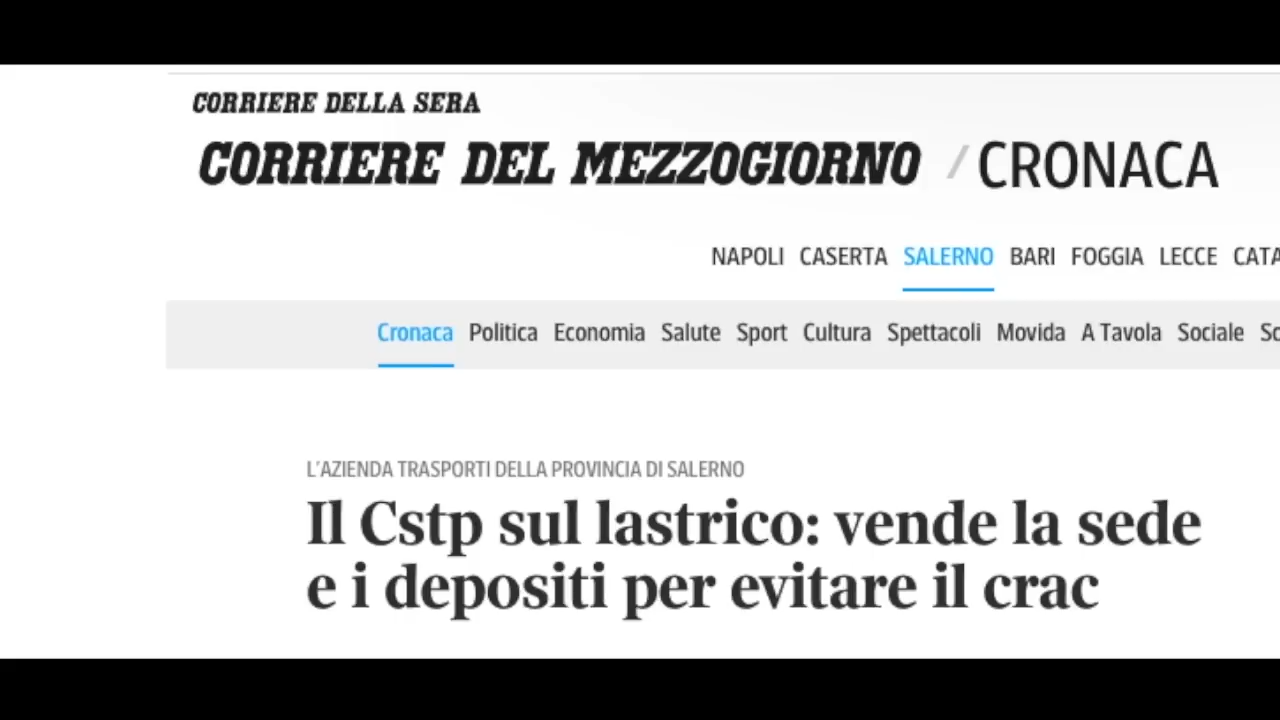 CORRIERE DELLA SERA
CORRIERE DEL MEZZOGIORNO / CRONACA
NAPOLI CASERTA SALERNO BARI FOGGIA LECCE CATA
Cronaca Politica Economia Salute Sport Cultura Spettacoli Movida A Tavola Sociale Sc
L'AZIENDA TRASPORTI DELLA PROVINCIA DI SALERNO
Il Cstp sul lastrico: vende la sede
e i depositi per evitare il crac